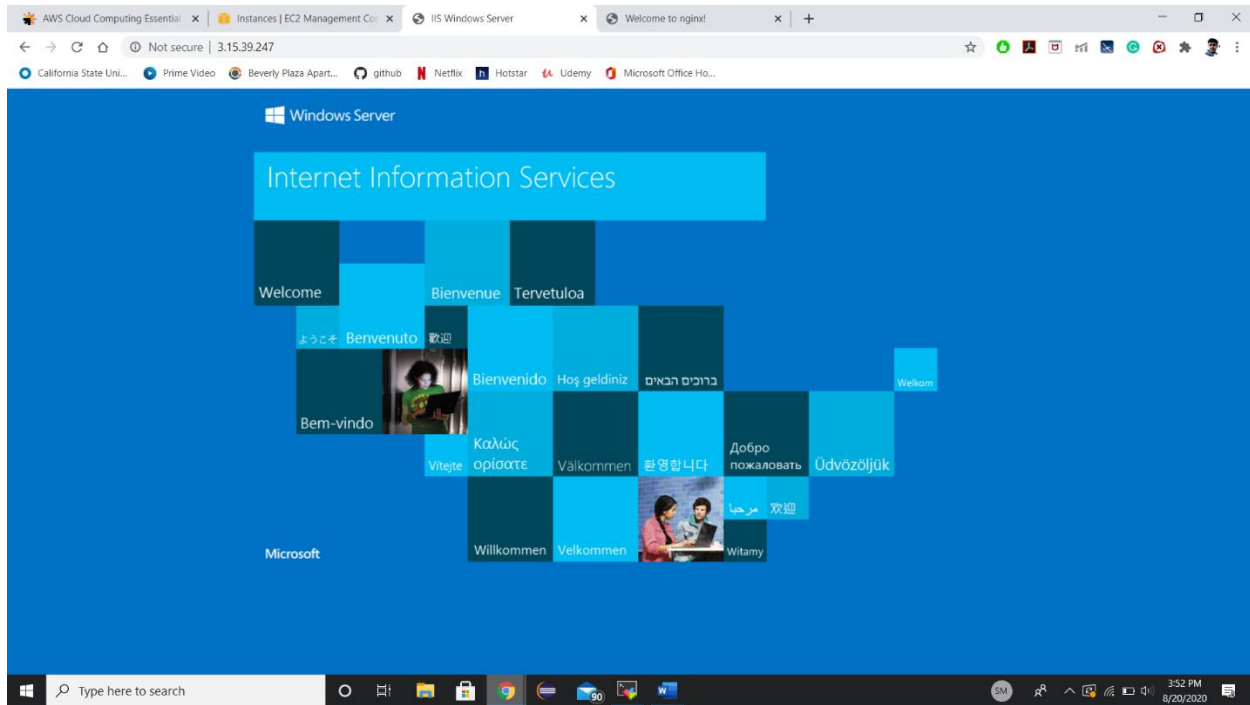 AWS Cloud Computing Essential
Instances | EC2 Management Con
IIS Windows Server
Welcome to nginx!
Not secure | 3.15.39.247
California State Uni...
Prime Video
Beverly Plaza Apart...
github
Netflix
Hotstar
Udemy
Microsoft Office Ho...
Windows Server
Internet Information Services
Welcome
Bienvenue
Tervetuloa
ようこそ
Benvenuto
歡迎
Bienvenido
Hoş geldiniz
ברוכים הבאים
Welkom
Bem-vindo
Vítejte
Καλώς
ορίσατε
Välkommen
환영합니다
Добро
пожаловать
Üdvözöljük
Microsoft
Willkommen
Velkommen
مرحبا
欢迎
Witamy
Type here to search
90
SM
3:52 PM
8/20/2020